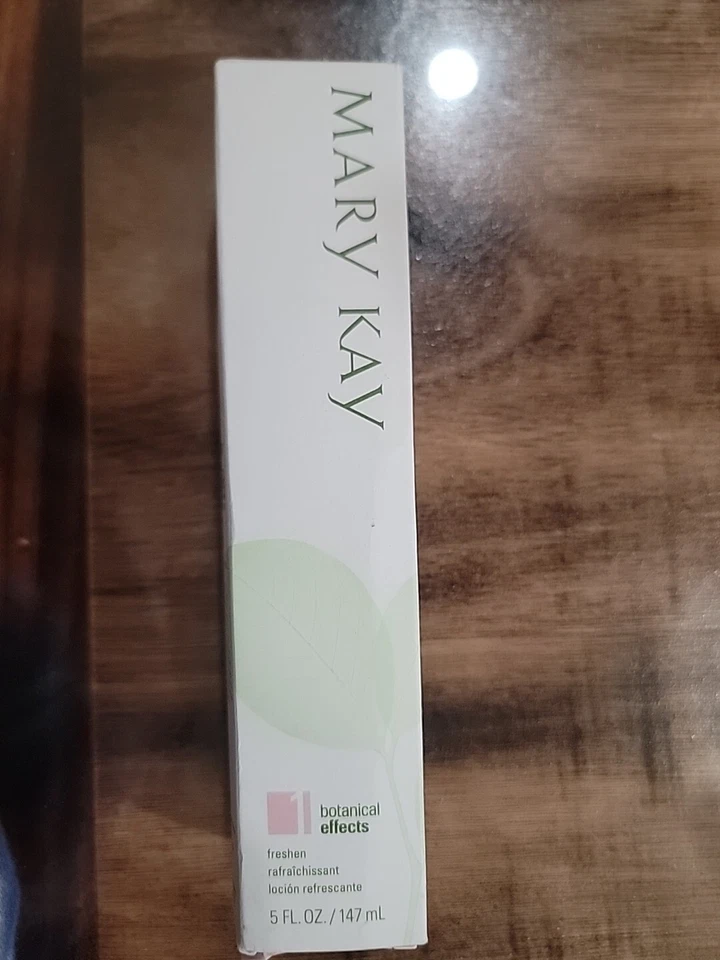 MARY KAY
1
botanical
effects
freshen
rafraîchissant
loción refrescante
5 FL. OZ. / 147 mL